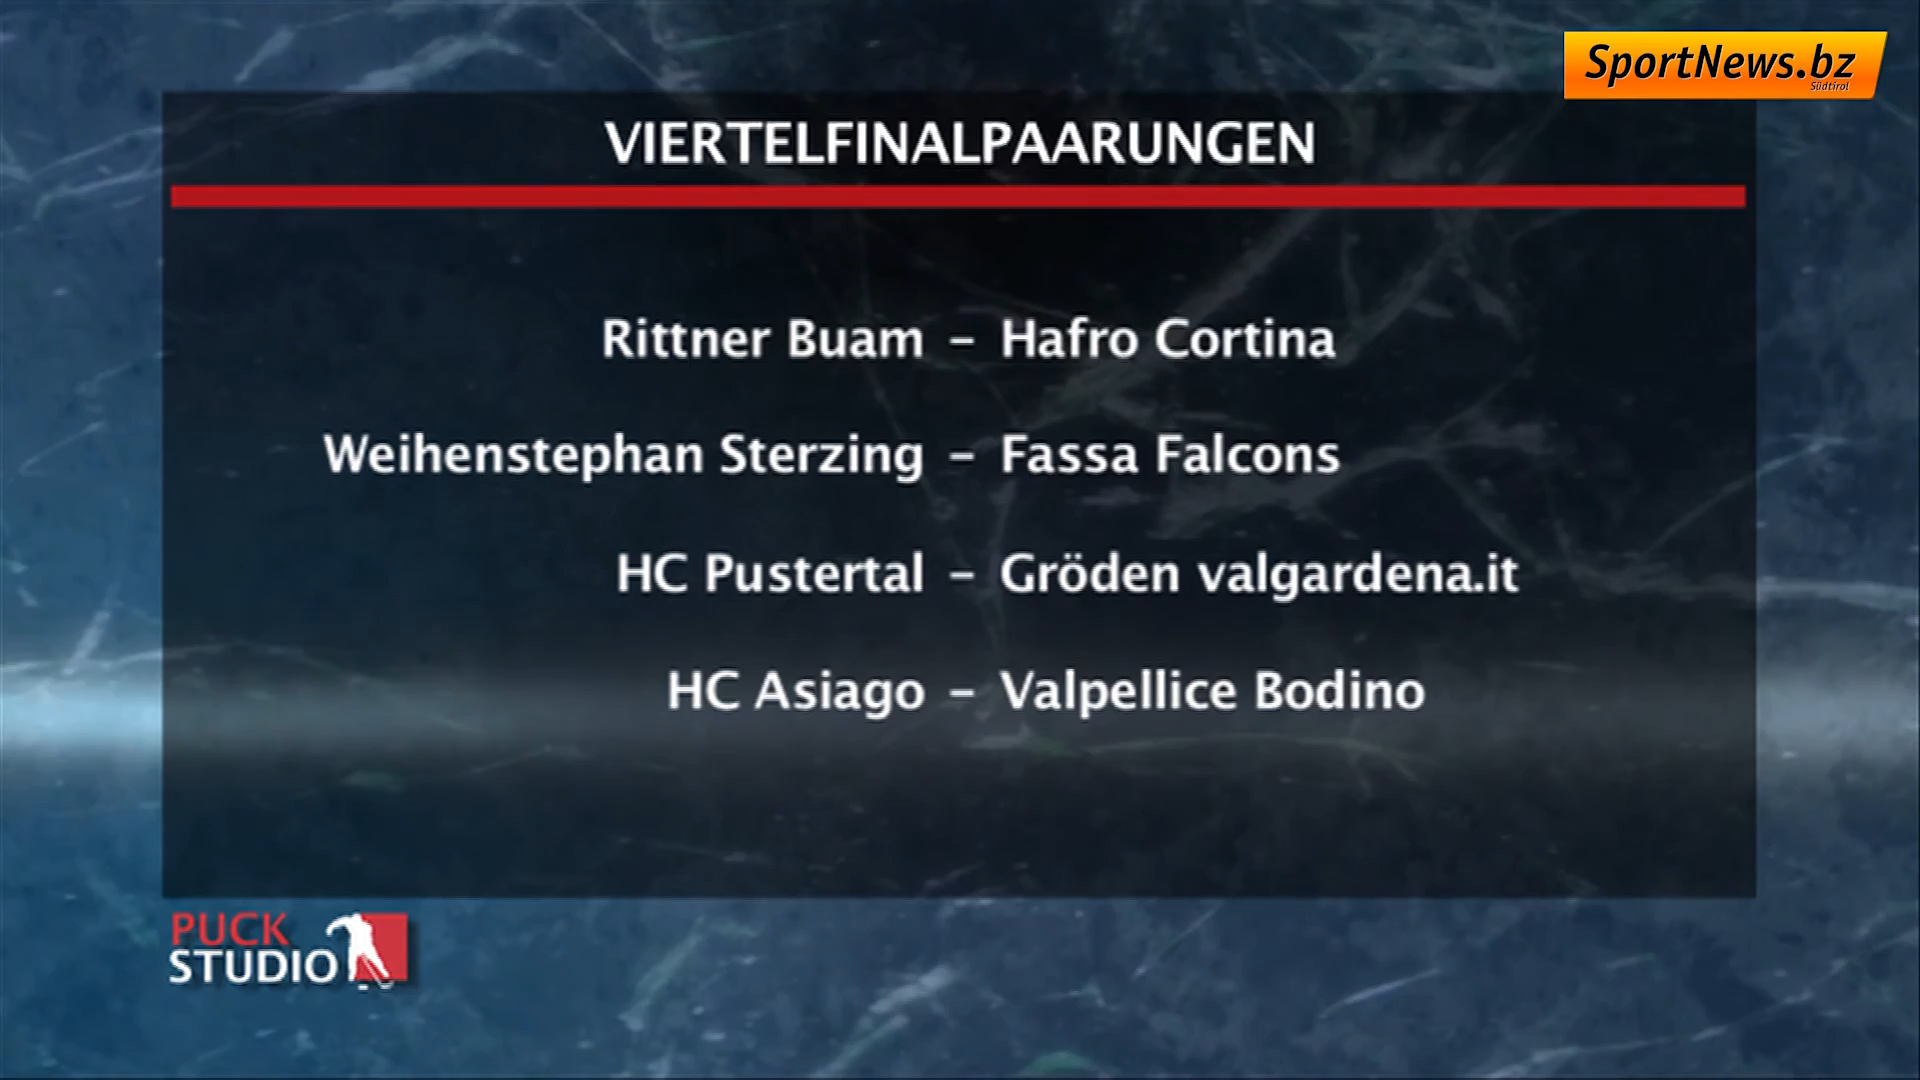 SportNews.bz
Südtirol
VIERTELFINALPAARUNGEN
Rittner Buam – Hafro Cortina
Weihenstephan Sterzing – Fassa Falcons
HC Pustertal – Gröden valgardena.it
HC Asiago – Valpellice Bodino
PUCK
STUDIO